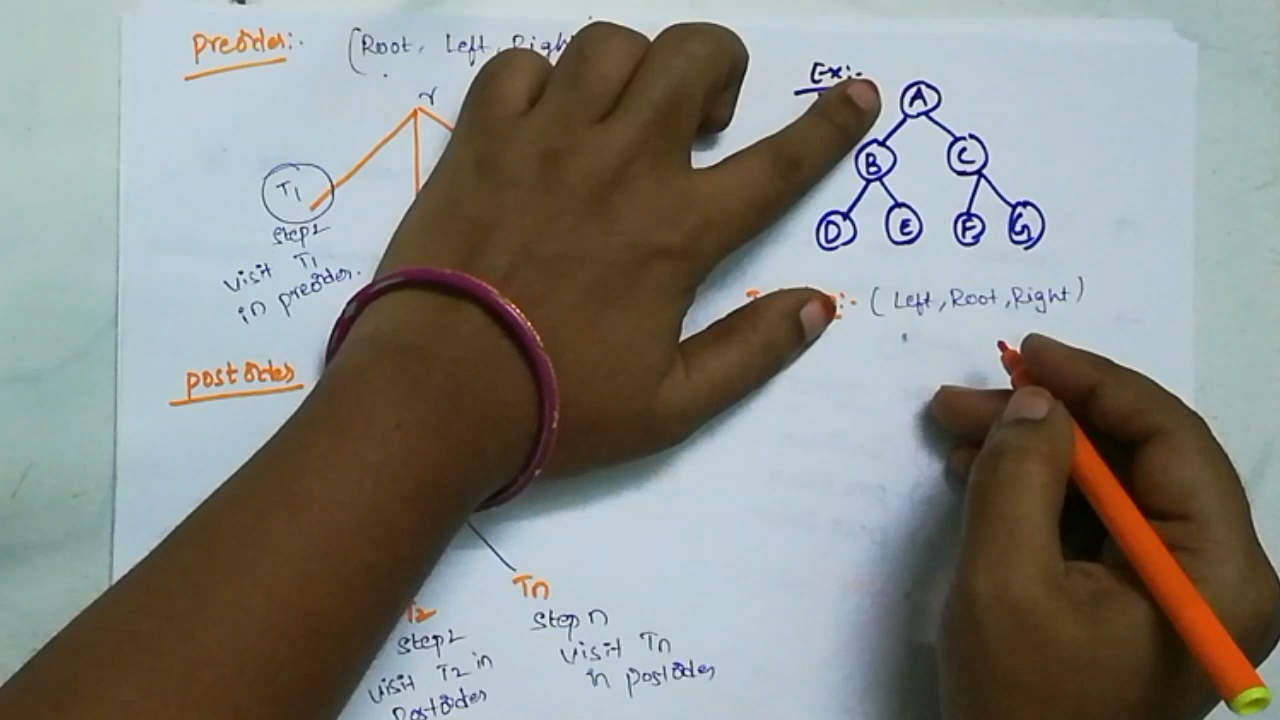 Preorder:- (Root, Left, Right
r
T1
Step2
visit T1
in preorder.
postorder
T2
Step2
visit T2 in
Postorder
Tn
Step n
visit Tn
in postorder
Ex:-
A
B C
D E F G
:- (Left, Root, Right)